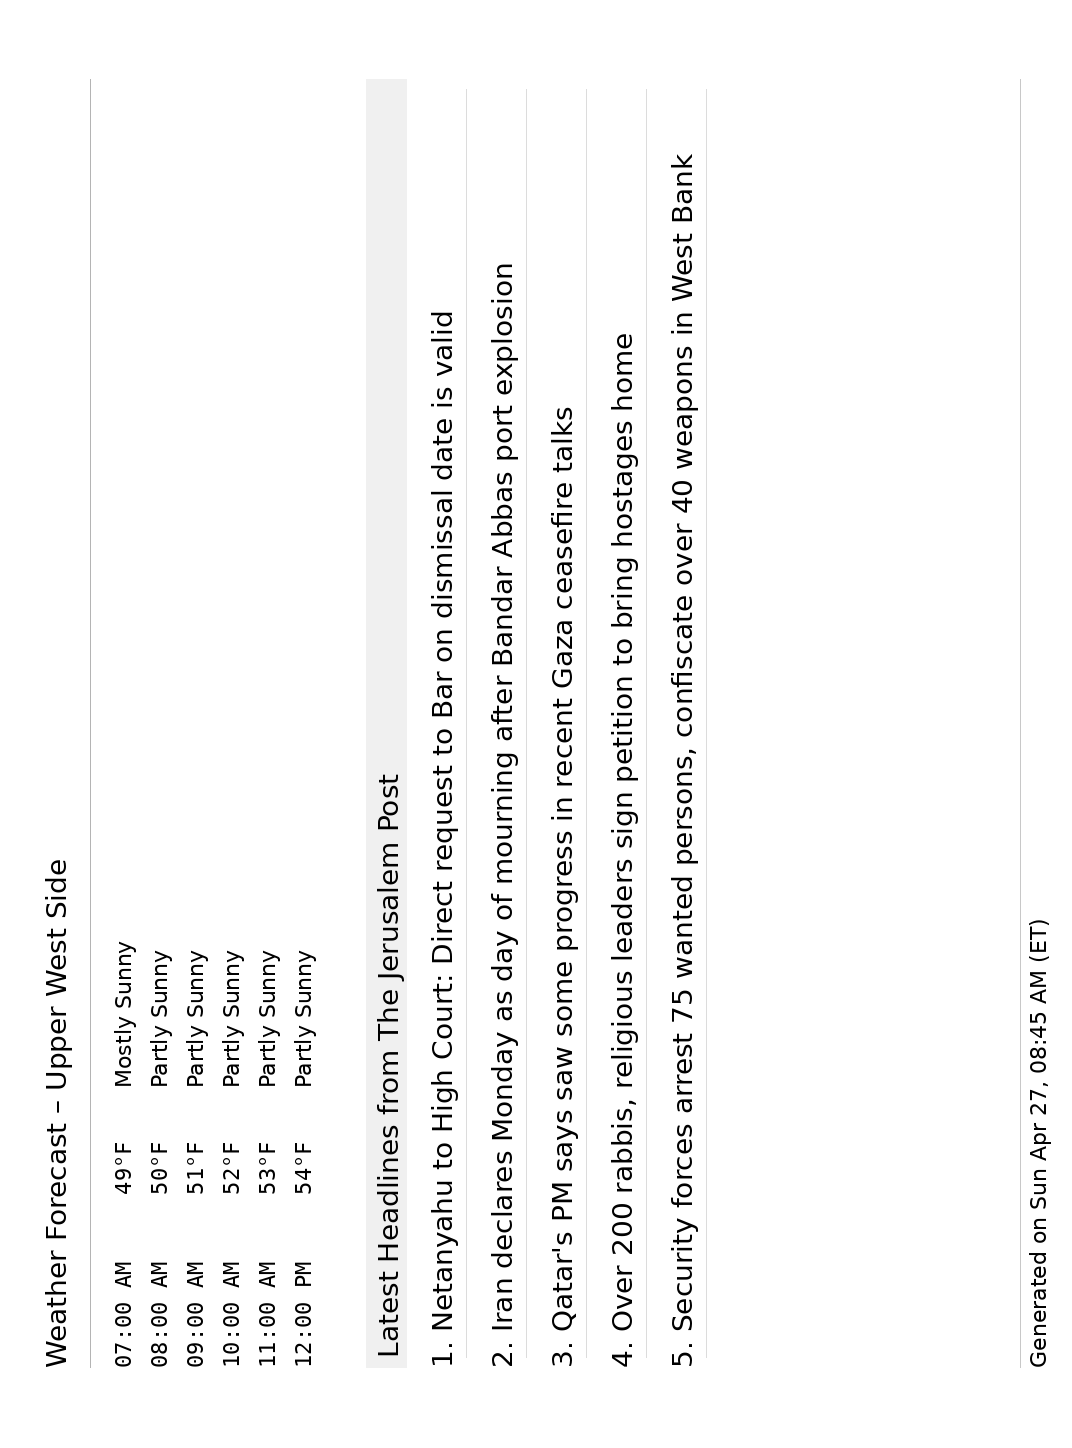 Weather Forecast – Upper West Side
07:00 AM 49°F Mostly Sunny
08:00 AM 50°F Partly Sunny
09:00 AM 51°F Partly Sunny
10:00 AM 52°F Partly Sunny
11:00 AM 53°F Partly Sunny
12:00 PM 54°F Partly Sunny
Latest Headlines from The Jerusalem Post
1. Netanyahu to High Court: Direct request to Bar on dismissal date is valid
2. Iran declares Monday as day of mourning after Bandar Abbas port explosion
3. Qatar's PM says saw some progress in recent Gaza ceasefire talks
4. Over 200 rabbis, religious leaders sign petition to bring hostages home
5. Security forces arrest 75 wanted persons, confiscate over 40 weapons in West Bank
Generated on Sun Apr 27, 08:45 AM (ET)